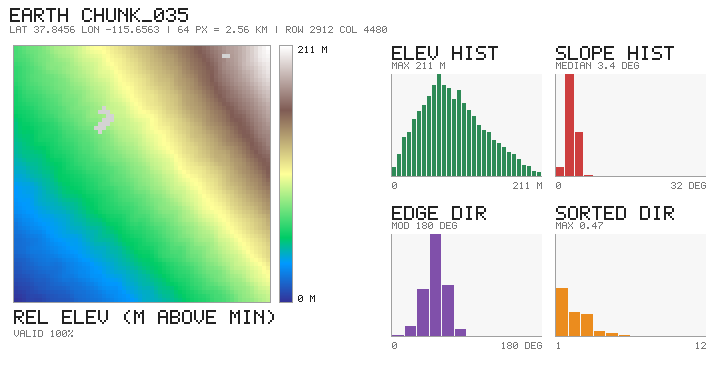 EARTH CHUNK_035
LAT 37.8456 LON -115.6563 | 64 PX = 2.56 KM | ROW 2912 COL 4480
211 M
0 M
REL ELEV (M ABOVE MIN)
VALID 100%
ELEV HIST
MAX 211 M
0 211 M
SLOPE HIST
MEDIAN 3.4 DEG
0 32 DEG
EDGE DIR
MOD 180 DEG
0 180 DEG
SORTED DIR
MAX 0.47
1 12